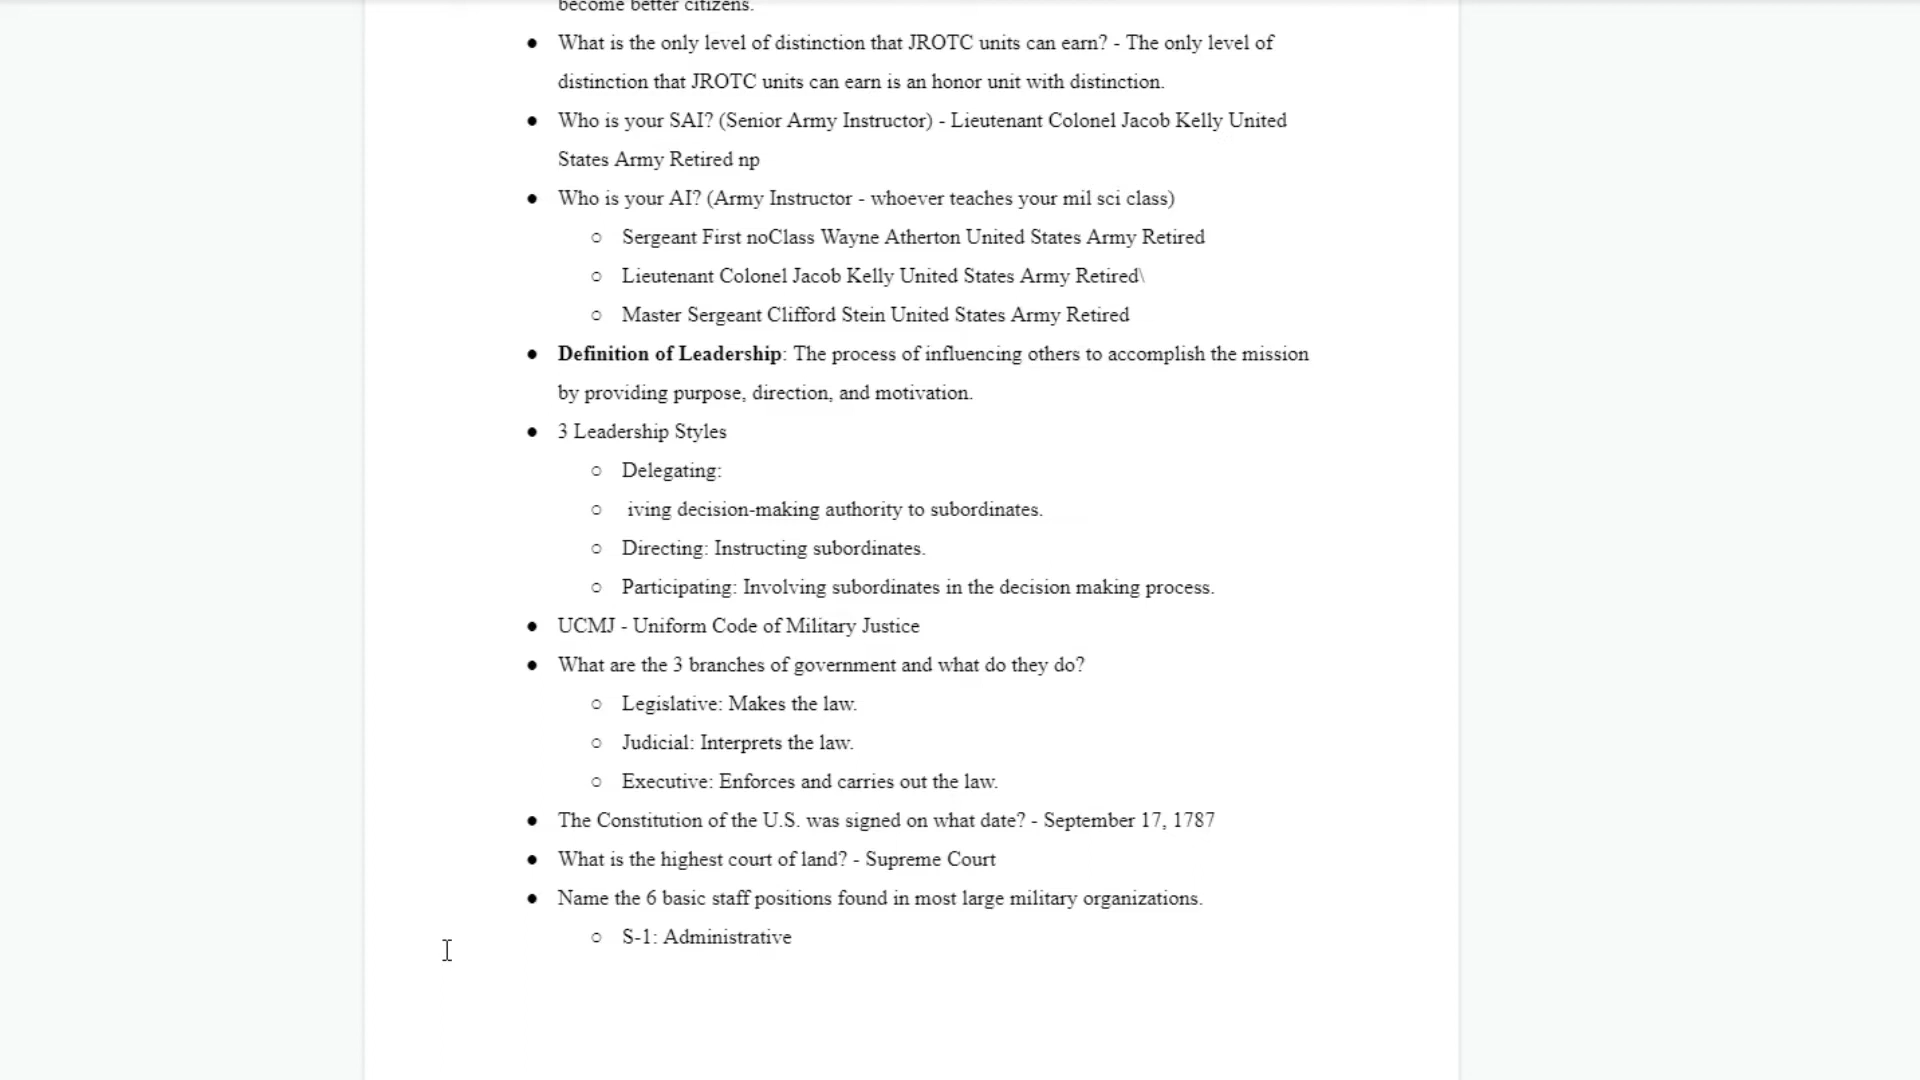 become better citizens.
● What is the only level of distinction that JROTC units can earn? - The only level of
distinction that JROTC units can earn is an honor unit with distinction.
● Who is your SAI? (Senior Army Instructor) - Lieutenant Colonel Jacob Kelly United
States Army Retired np
● Who is your AI? (Army Instructor - whoever teaches your mil sci class)
○ Sergeant First noClass Wayne Atherton United States Army Retired
○ Lieutenant Colonel Jacob Kelly United States Army Retired\
○ Master Sergeant Clifford Stein United States Army Retired
● Definition of Leadership: The process of influencing others to accomplish the mission
by providing purpose, direction, and motivation.
● 3 Leadership Styles
○ Delegating:
○ iving decision-making authority to subordinates.
○ Directing: Instructing subordinates.
○ Participating: Involving subordinates in the decision making process.
● UCMJ - Uniform Code of Military Justice
● What are the 3 branches of government and what do they do?
○ Legislative: Makes the law.
○ Judicial: Interprets the law.
○ Executive: Enforces and carries out the law.
● The Constitution of the U.S. was signed on what date? - September 17, 1787
● What is the highest court of land? - Supreme Court
● Name the 6 basic staff positions found in most large military organizations.
○ S-1: Administrative